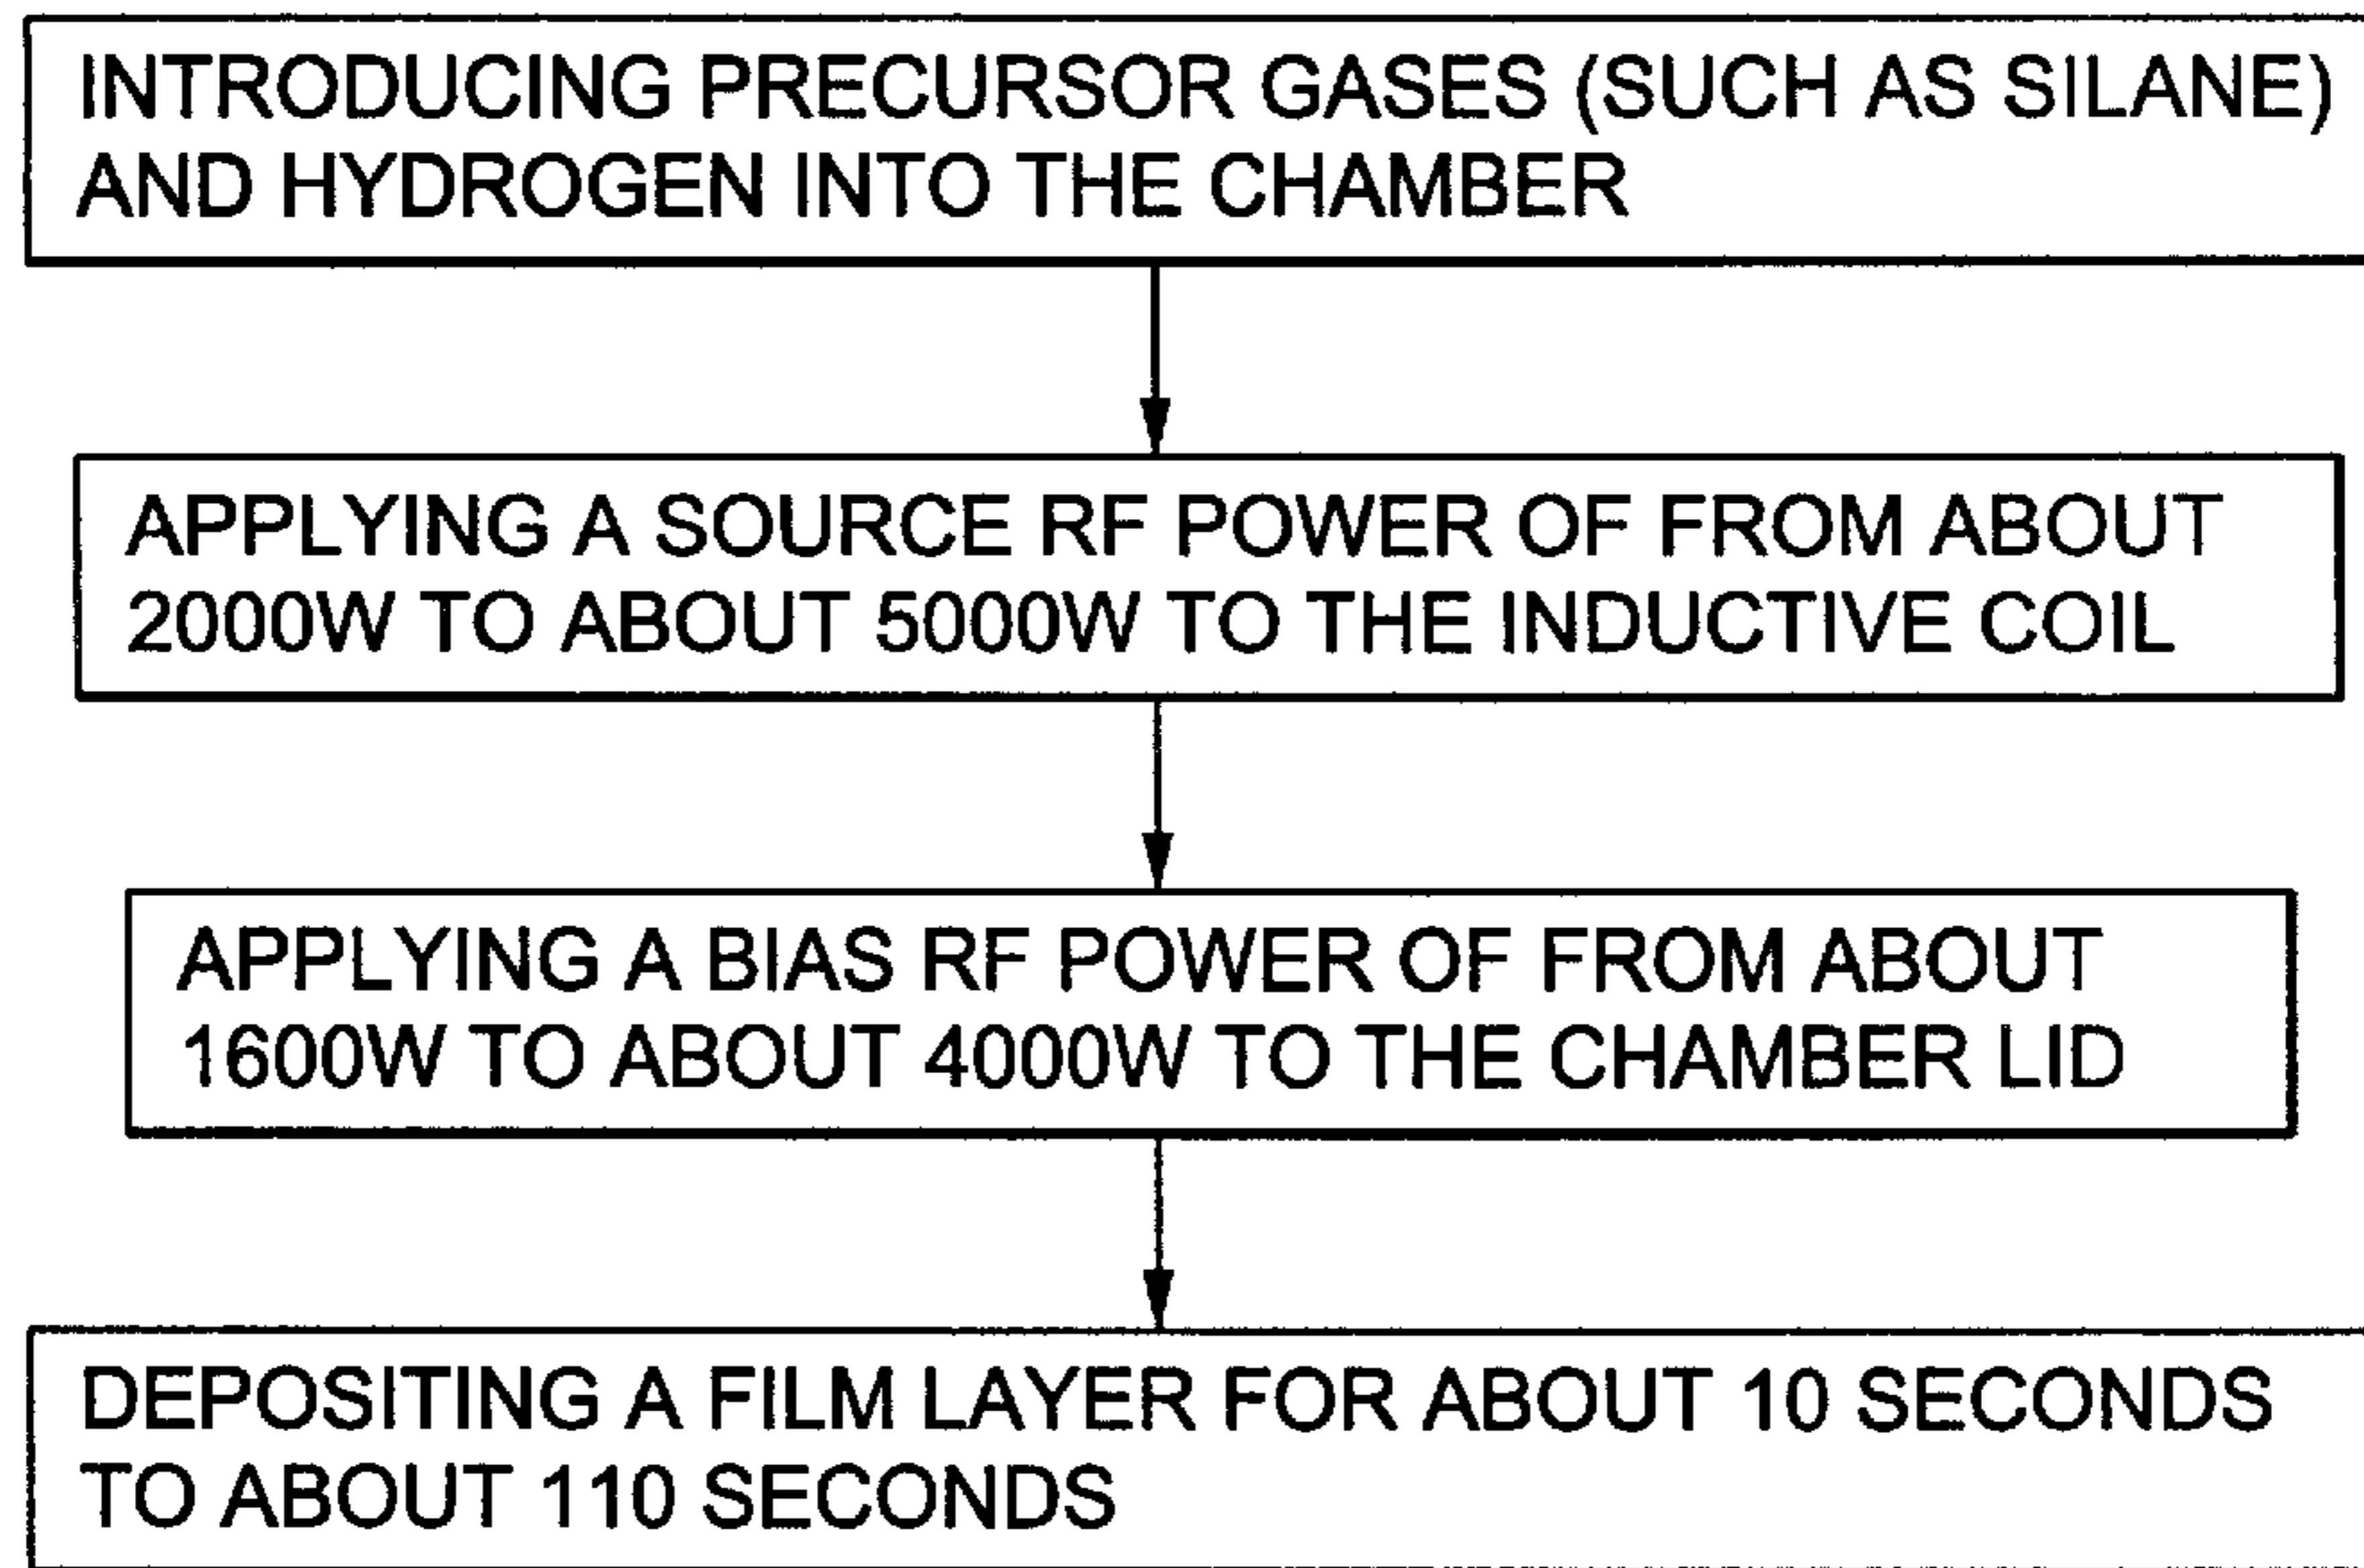 INTRODUCING PRECURSOR GASES (SUCH AS SILANE)
AND HYDROGEN INTO THE CHAMBER
APPLYING A SOURCE RF POWER OF FROM ABOUT
2000W TO ABOUT 5000W TO THE INDUCTIVE COIL
APPLYING A BIAS RF POWER OF FROM ABOUT
1600W TO ABOUT 4000W TO THE CHAMBER LID
DEPOSITING A FILM LAYER FOR ABOUT 10 SECONDS
TO ABOUT 110 SECONDS